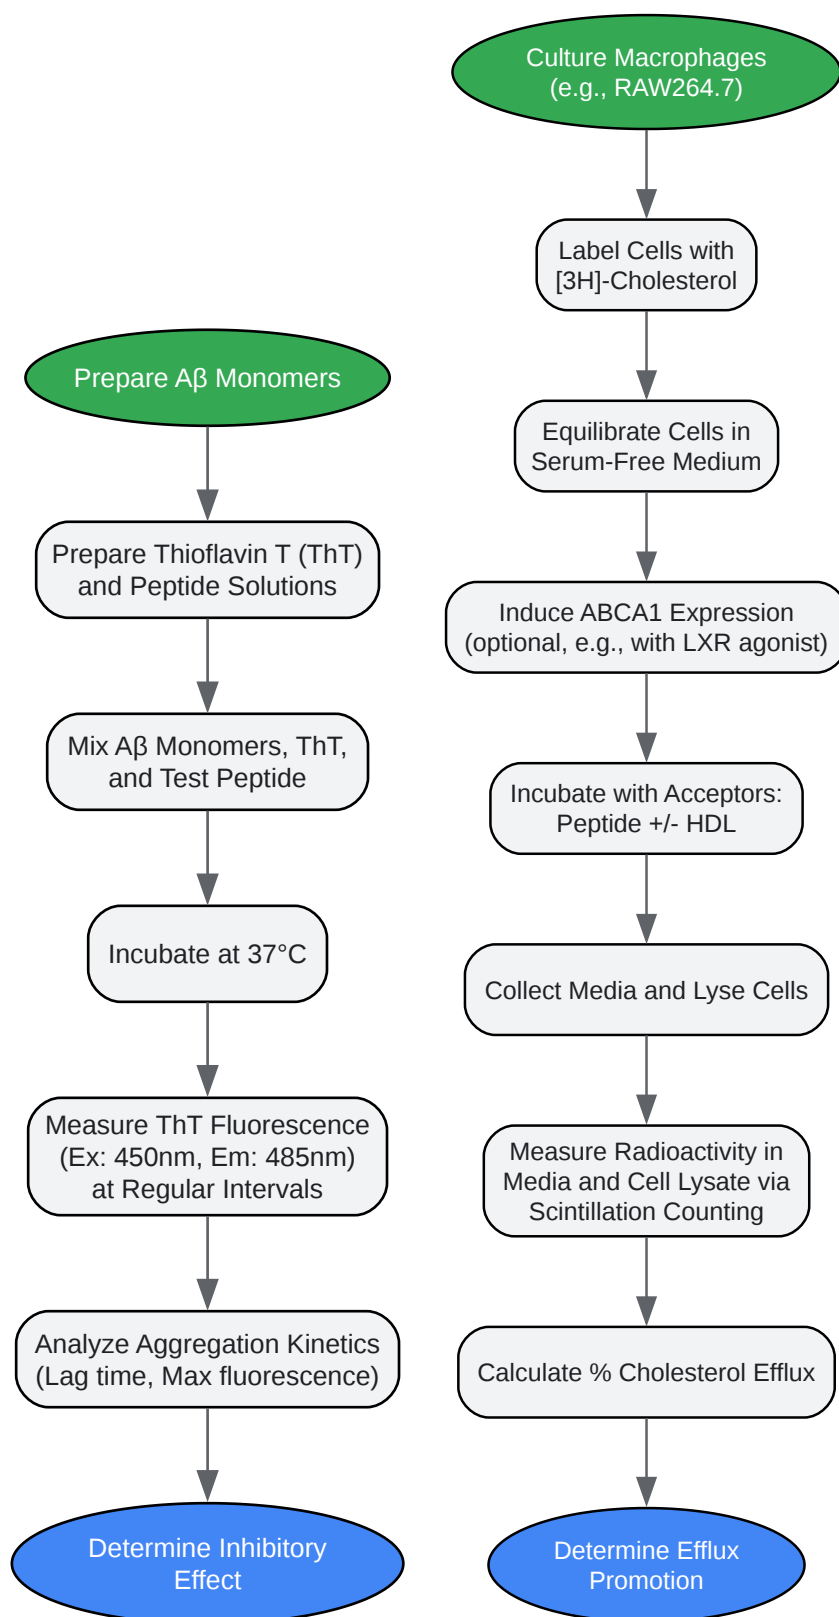 Prepare Aβ Monomers
Prepare Thioflavin T (ThT)
and Peptide Solutions
Mix Aβ Monomers, ThT,
and Test Peptide
Incubate at 37°C
Measure ThT Fluorescence
(Ex: 450nm, Em: 485nm)
at Regular Intervals
Analyze Aggregation Kinetics
(Lag time, Max fluorescence)
Determine Inhibitory
Effect
Culture Macrophages
(e.g., RAW264.7)
Label Cells with
[3H]-Cholesterol
Equilibrate Cells in
Serum-Free Medium
Induce ABCA1 Expression
(optional, e.g., with LXR agonist)
Incubate with Acceptors:
Peptide +/- HDL
Collect Media and Lyse Cells
Measure Radioactivity in
Media and Cell Lysate via
Scintillation Counting
Calculate % Cholesterol Efflux
Determine Efflux
Promotion